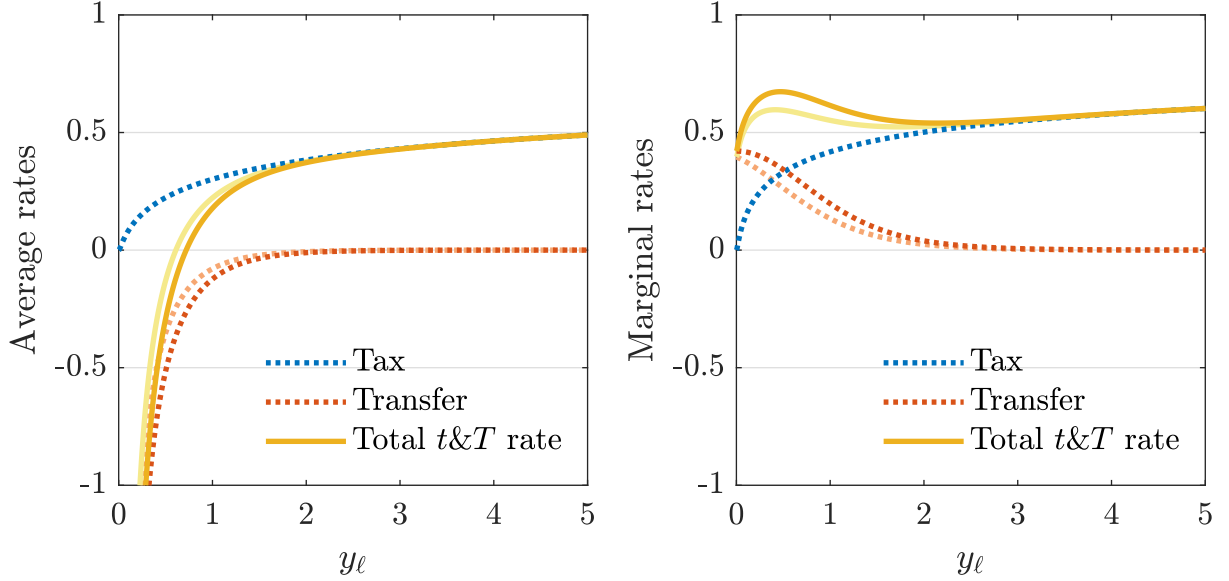 Average rates
1
0.5
0
-0.5
-1
0 1 2 3 4 5
yℓ
Tax
Transfer
Total t&T rate
Marginal rates
1
0.5
0
-0.5
-1
0 1 2 3 4 5
yℓ
Tax
Transfer
Total t&T rate